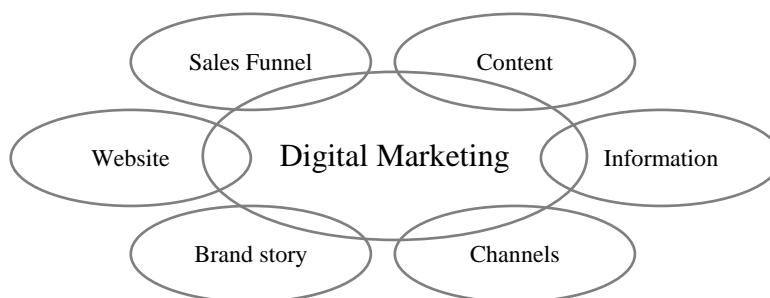 Sales Funnel
Content
Website
Digital Marketing
Information
Brand story
Channels